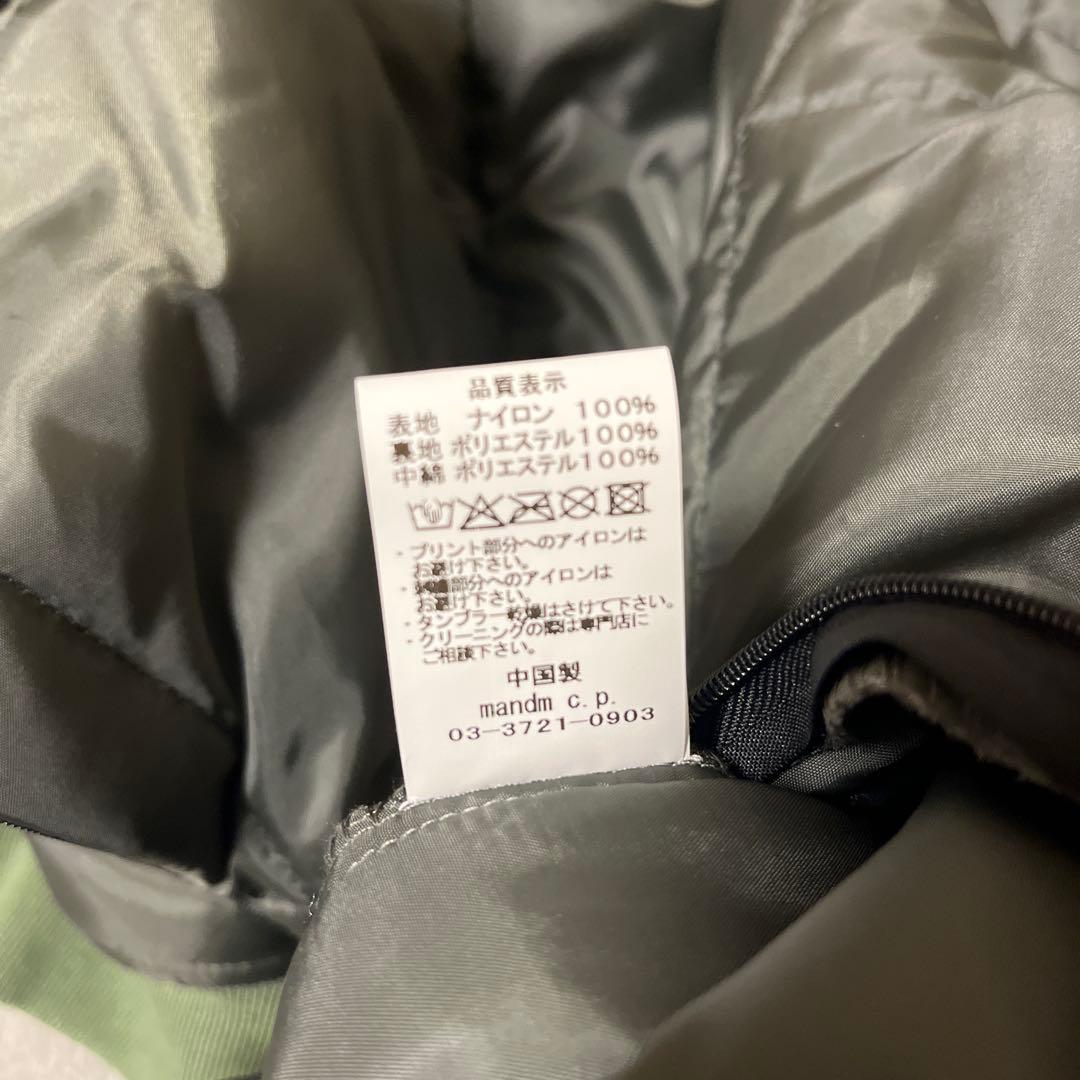 品質表示
表地 ナイロン 100%
裏地 ポリエステル100%
中綿 ポリエステル100%
・プリント部分へのアイロンは
お避け下さい。
・刺繍部分へのアイロンは
お避け下さい。
・タンブラー乾燥はさけて下さい。
・クリーニングの際は専門店に
ご相談下さい。
中国製
mandm c.p.
03-3721-0903